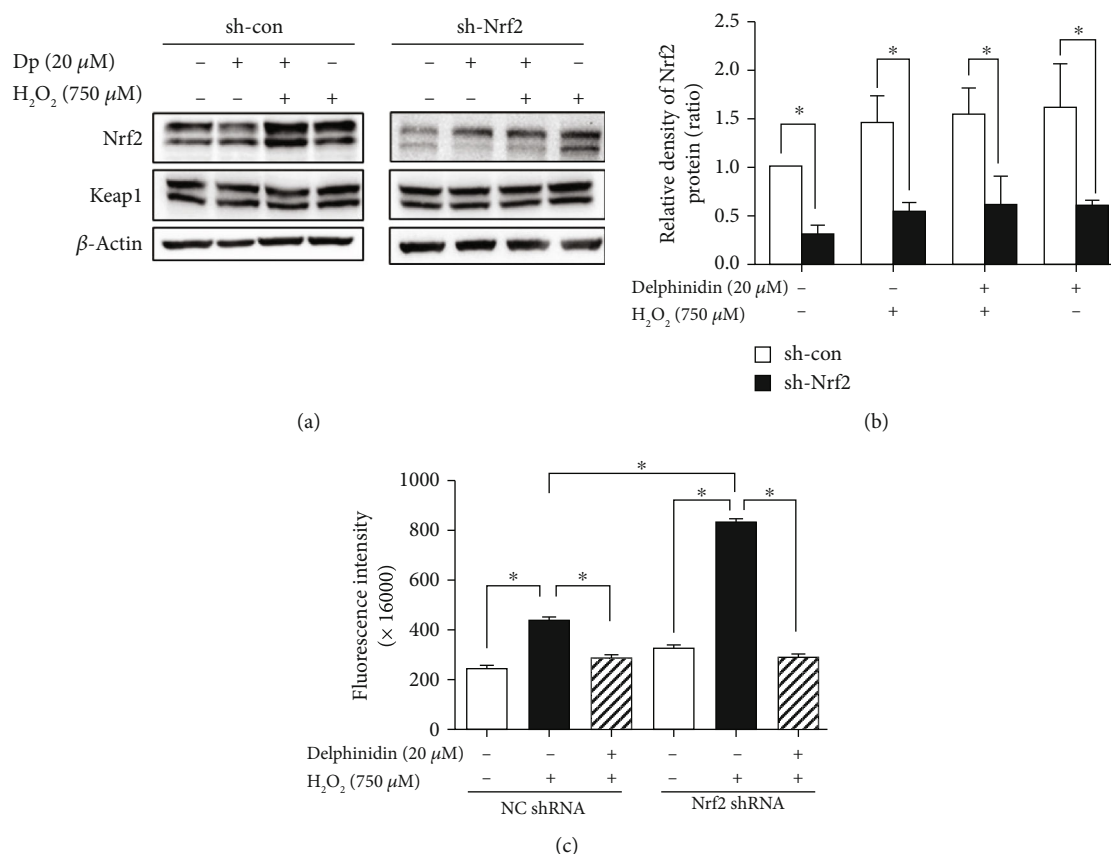 sh-con sh-Nrf2
Dp (20 μM) – + + – – + + –
H₂O₂ (750 μM) – – + + – – + +
Nrf2
Keap1
β-Actin
(a)
Relative density of Nrf2
protein (ratio)
2.5
2.0
1.5
1.0
0.5
0.0
* * * *
Delphinidin (20 μM) – – + +
H₂O₂ (750 μM) – + + –
sh-con
sh-Nrf2
(b)
Fluorescence intensity
(× 16000)
1000
800
600
400
200
0
*
* *
* *
Delphinidin (20 μM) – – + – – +
H₂O₂ (750 μM) – + + – + +
NC shRNA Nrf2 shRNA
(c)